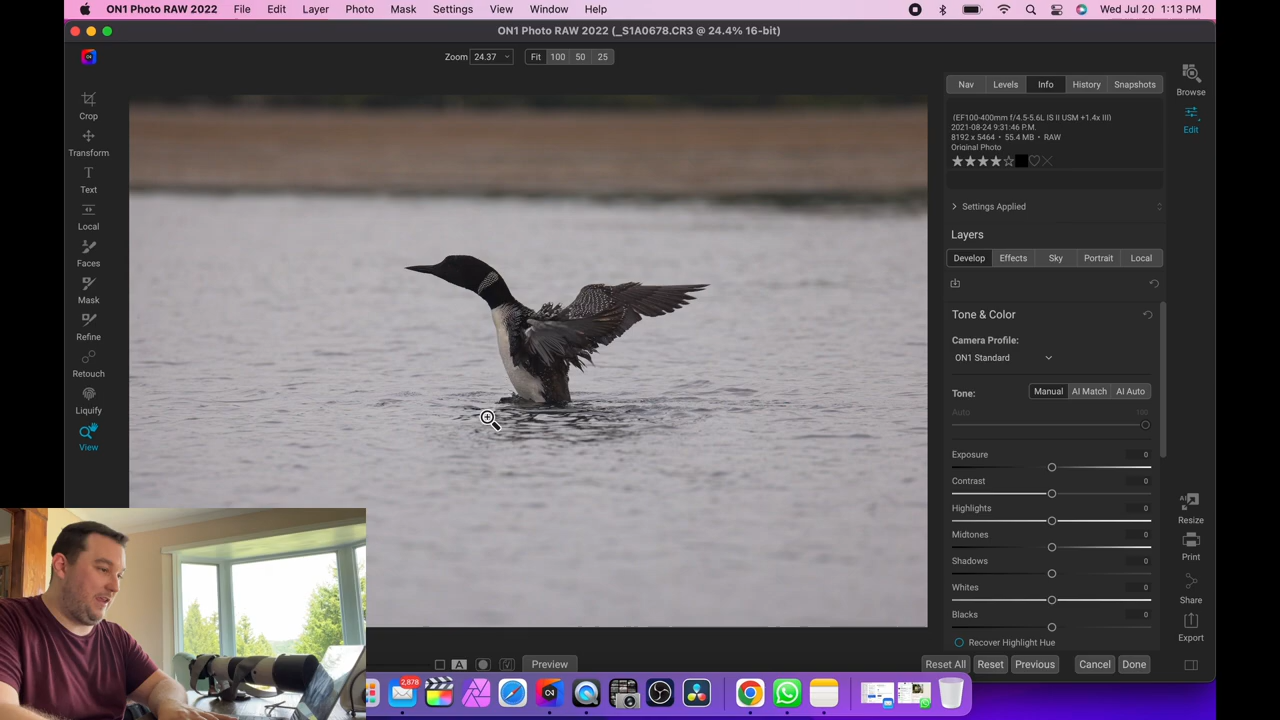 ON1 Photo RAW 2022 File Edit Layer Photo Mask Settings View Window Help Wed Jul 20 1:13 PM
ON1 Photo RAW 2022 (_S1A0678.CR3 @ 24.4% 16-bit)
Zoom 24.37 Fit 100 50 25
Crop
Transform
Text
Local
Faces
Mask
Refine
Retouch
Liquify
View
Nav Levels Info History Snapshots
(EF100-400mm f/4.5-5.6L IS II USM +1.4x III)
2021-08-24 9:31:46 P.M.
8192 x 5464 • 55.4 MB • RAW
Original Photo
Settings Applied
Layers
Develop Effects Sky Portrait Local
Tone & Color
Camera Profile:
ON1 Standard
Tone: Manual AI Match AI Auto
Auto 100
Exposure 0
Contrast 0
Highlights 0
Midtones 0
Shadows 0
Whites 0
Blacks 0
Recover Highlight Hue
Browse
Edit
AI
Resize
Print
Share
Export
A Preview Reset All Reset Previous Cancel Done
2,878